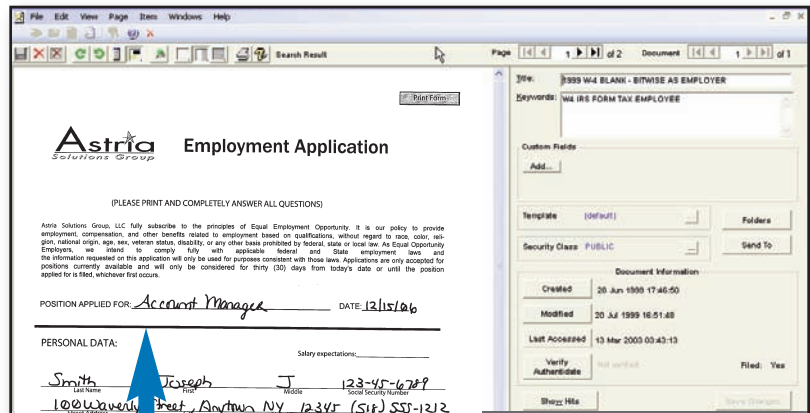 File Edit View Page Item Windows Help
Search Result
Page 1 of 2 Document 1 of 1
Print Form
Astria
Solutions Group
Employment Application
(PLEASE PRINT AND COMPLETELY ANSWER ALL QUESTIONS)
Astria Solutions Group, LLC fully subscribe to the principles of Equal Employment Opportunity. It is our policy to provide
employment, compensation, and other benefits related to employment based on qualifications, without regard to race, color, reli-
gion, national origin, age, sex, veteran status, disability, or any other basis prohibited by federal, state or local law. As Equal Opportunity
Employers, we intend to comply fully with applicable federal and State employment laws and
the information requested on this application will only be used for purposes consistent with those laws. Applications are only accepted for
positions currently available and will only be considered for thirty (30) days from today's date or until the position
applied for is filled, whichever first occurs.
POSITION APPLIED FOR: Account Manager DATE: 12/15/06
PERSONAL DATA:
Salary expectations:
Smith Joseph J 123-45-6789
Last Name First Middle Social Security Number
100 Waverly Street, Anytown NY 12345 (518) 555-1212
Title: 1999 W-4 BLANK - BITWISE AS EMPLOYER
Keywords: W4 IRS FORM TAX EMPLOYEE
Custom Fields
Add...
Template (default) ... Folders
Security Class PUBLIC ... Send To
Document Information
Created 28 Jun 1999 17:46:50
Modified 20 Jul 1999 16:51:48
Last Accessed 13 Mar 2003 03:43:13
Verify Authentidate Not verified Filed: Yes
Show Hits Save Changes